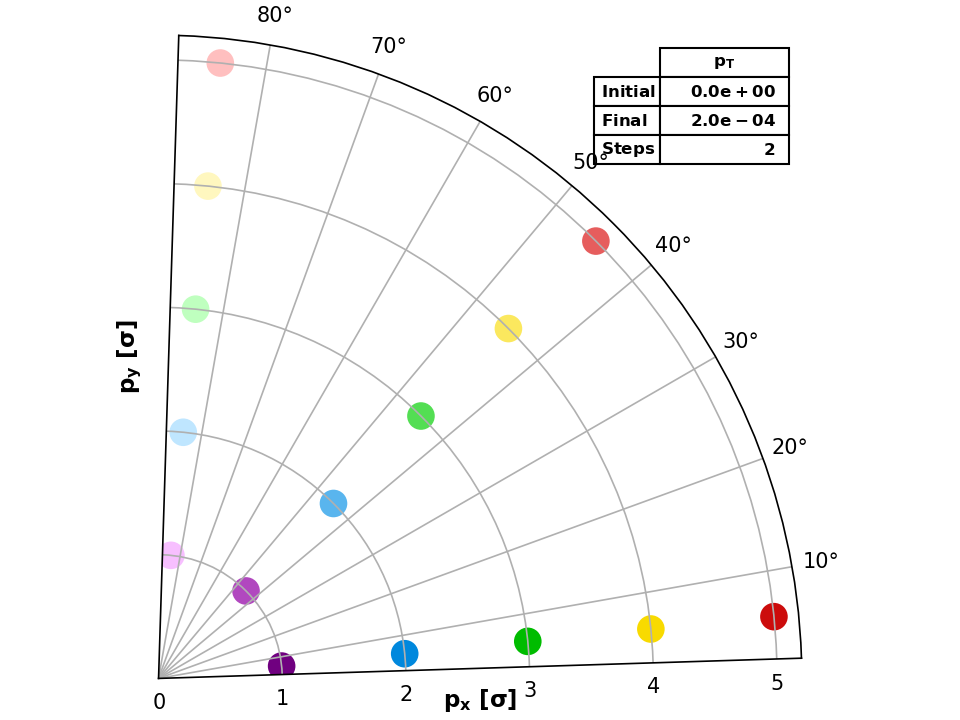 80°
70°
60°
50°
40°
30°
20°
10°
pT
Initial 0.0e + 00
Final 2.0e − 04
Steps 2
py [σ]
0 1 2 3 4 5
px [σ]